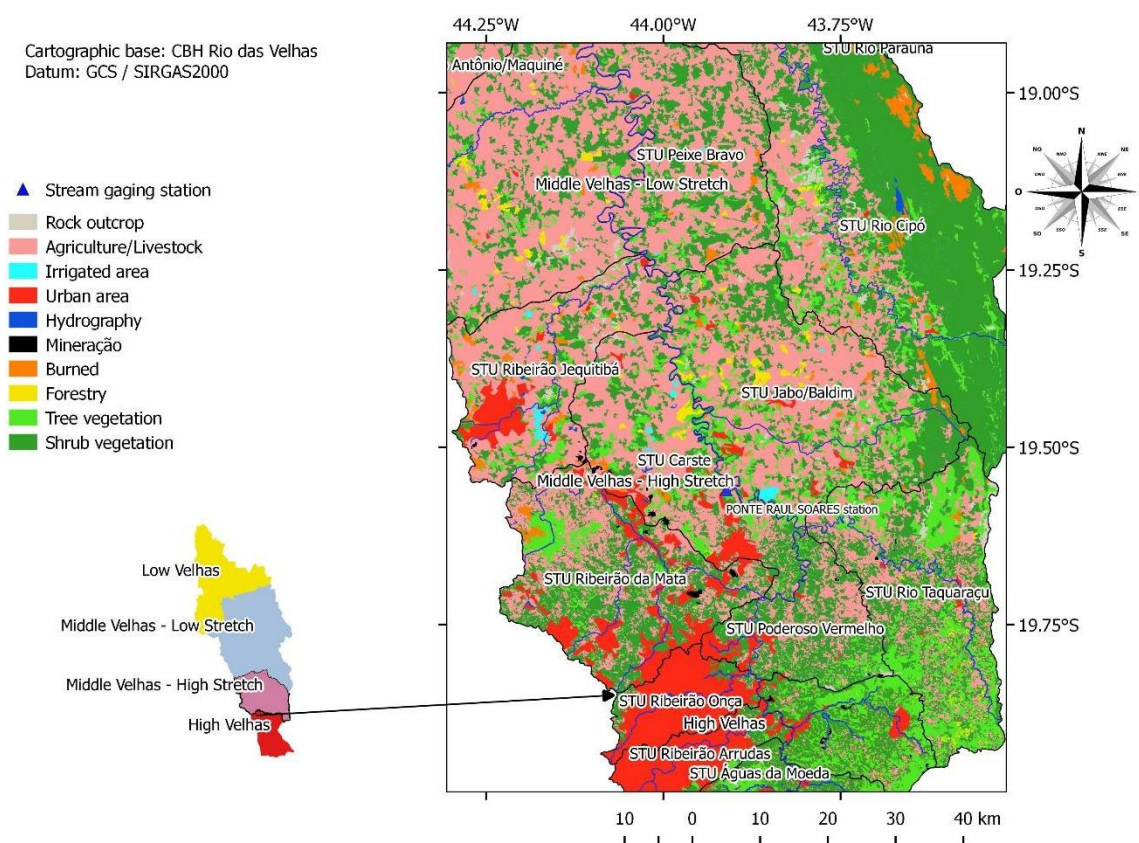 Cartographic base: CBH Rio das Velhas
Datum: GCS / SIRGAS2000
Stream gaging station
Rock outcrop
Agriculture/Livestock
Irrigated area
Urban area
Hydrography
Mineração
Burned
Forestry
Tree vegetation
Shrub vegetation
Low Velhas
Middle Velhas - Low Stretch
Middle Velhas - High Stretch
High Velhas
44.25°W 44.00°W 43.75°W
STU Rio Paraúna
Antônio/Maquiné
STU Peixe Bravo
Middle Velhas - Low Stretch
STU Rio Cipó
STU Ribeirão Jequitibá
STU Jabo/Baldim
STU Carste
Middle Velhas - High Stretch
PONTE RAUL SOARES station
STU Ribeirão da Mata
STU Rio Taquaraçu
STU Poderoso Vermelho
STU Ribeirão Onça
High Velhas
STU Ribeirão Arrudas
STU Águas da Moeda
19.00°S
19.25°S
19.50°S
19.75°S
N
NO
NE
O
SO
SE
S
10 0 10 20 30 40 km